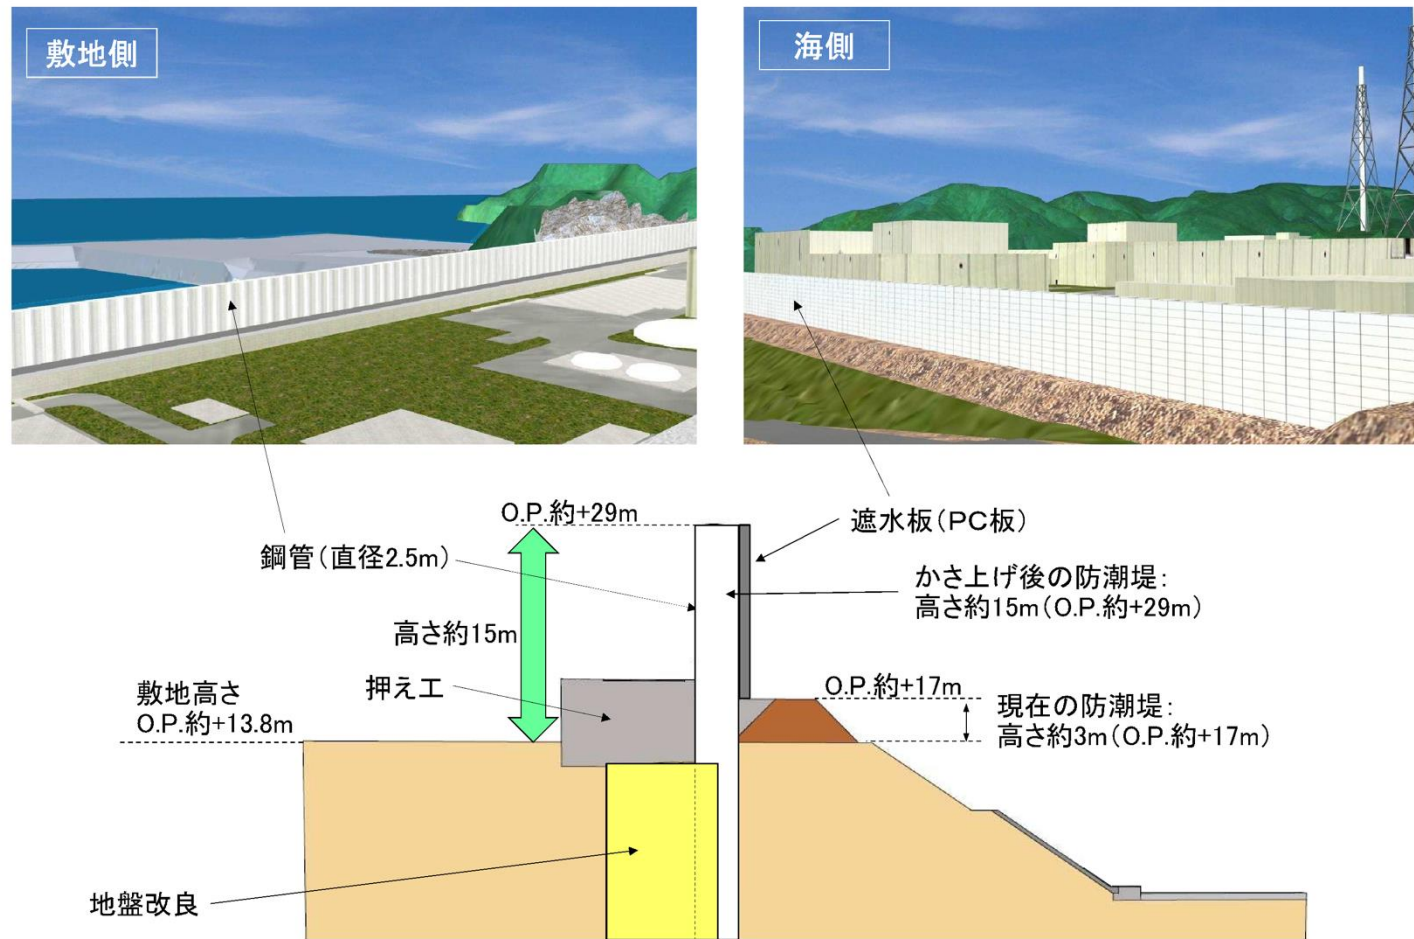 敷地側
海側
O.P.約+29m
遮水板(PC板)
鋼管(直径2.5m)
かさ上げ後の防潮堤:
高さ約15m(O.P.約+29m)
高さ約15m
押え工
敷地高さ
O.P.約+13.8m
O.P.約+17m
現在の防潮堤:
高さ約3m(O.P.約+17m)
地盤改良